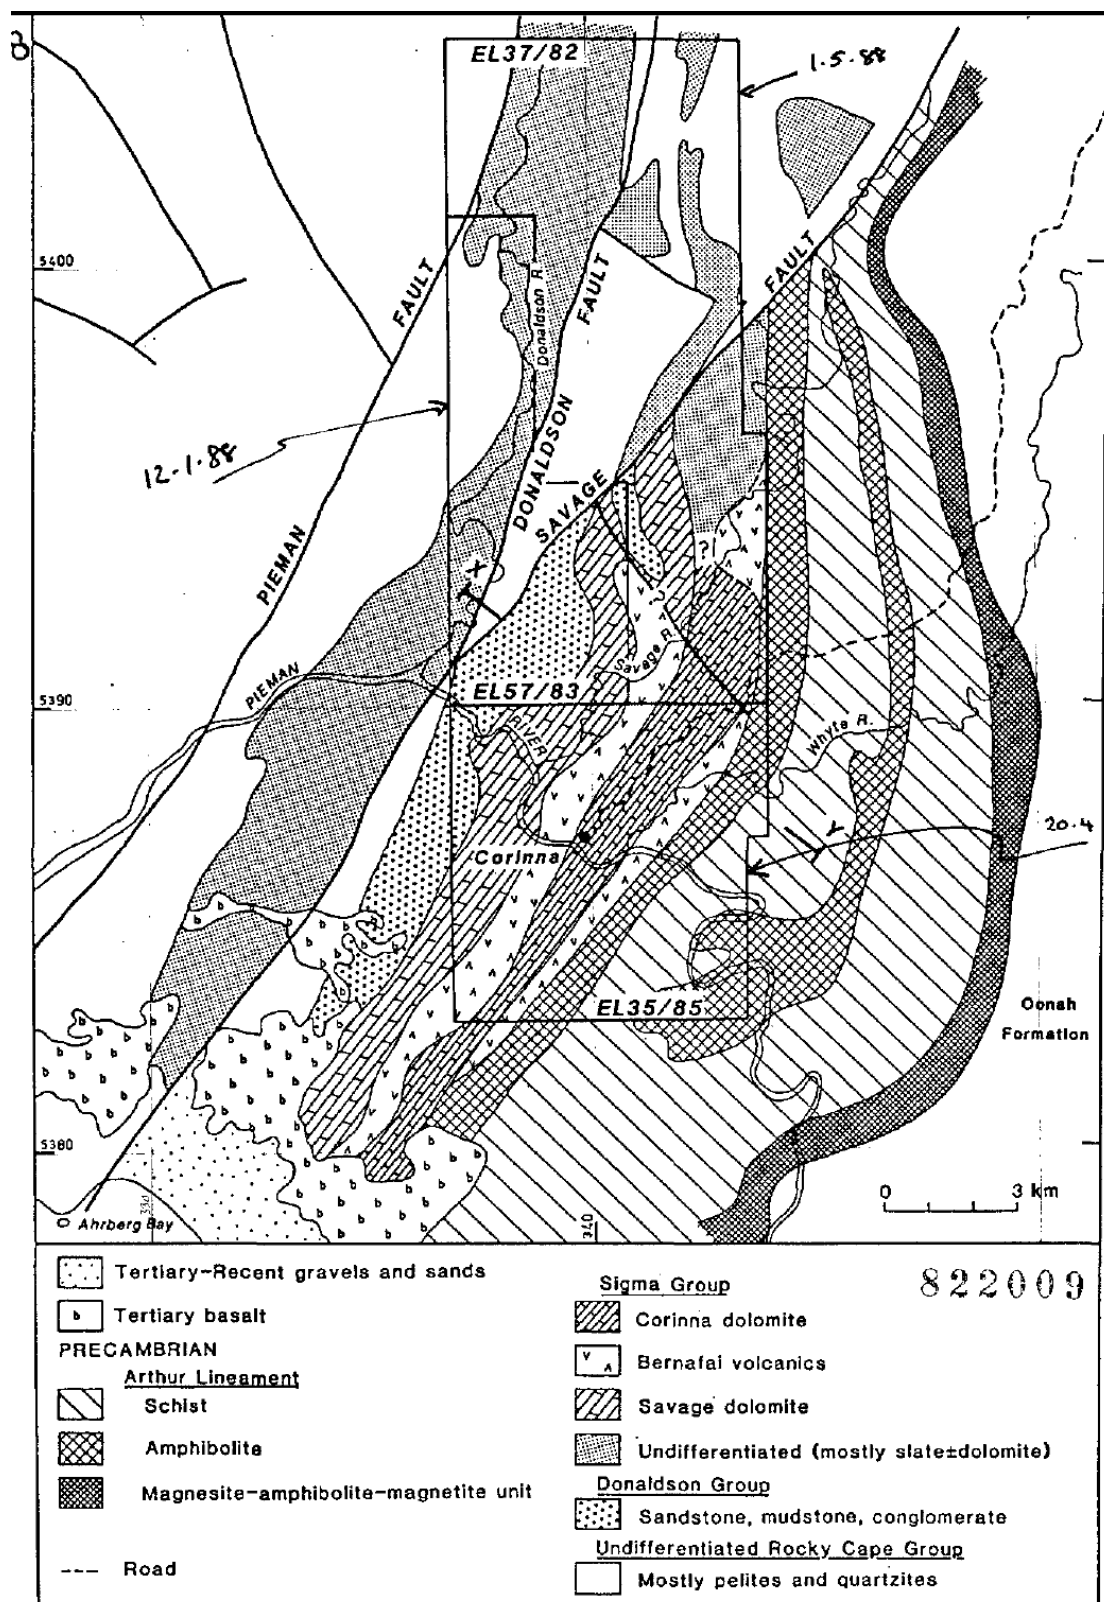 8
EL37/82
1.5.88
5400
FAULT
Donaldson R.
FAULT
FAULT
12-1-88
DONALDSON
SAVAGE
PIEMAN
?
X
Savage R.
PIEMAN
5390
EL57/83
RIVER
Whyte R.
Corinna
Y
20.4
EL35/85
Oonah
Formation
5380
330
340
0 3 km
Ahrberg Bay
822009
Tertiary-Recent gravels and sands
b Tertiary basalt
PRECAMBRIAN
Arthur Lineament
Schist
Amphibolite
Magnesite-amphibolite-magnetite unit
Road
Sigma Group
Corinna dolomite
Bernafai volcanics
Savage dolomite
Undifferentiated (mostly slate±dolomite)
Donaldson Group
Sandstone, mudstone, conglomerate
Undifferentiated Rocky Cape Group
Mostly pelites and quartzites